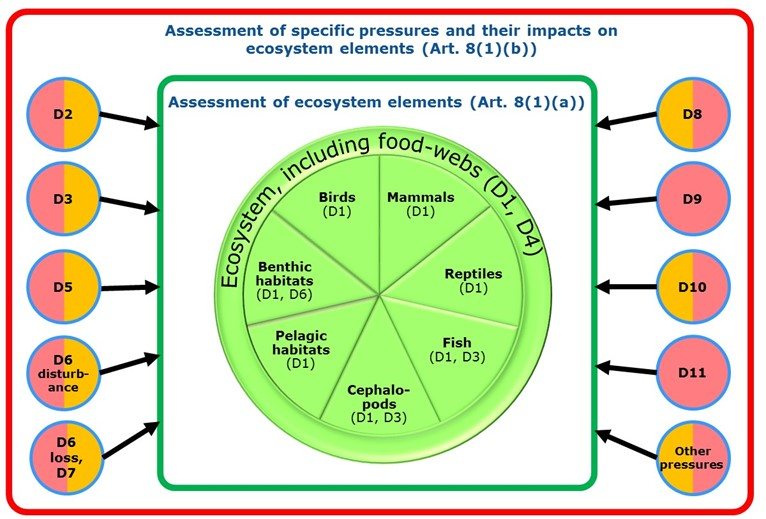 Assessment of specific pressures and their impacts on
ecosystem elements (Art. 8(1)(b))
Assessment of ecosystem elements (Art. 8(1)(a))
Ecosystem, including food-webs (D1, D4)
Birds
(D1)
Mammals
(D1)
Benthic
habitats
(D1, D6)
Reptiles
(D1)
Pelagic
habitats
(D1)
Fish
(D1, D3)
Cephalo-
pods
(D1, D3)
D2
D3
D5
D6
disturb-
ance
D6
loss,
D7
D8
D9
D10
D11
Other
pressures